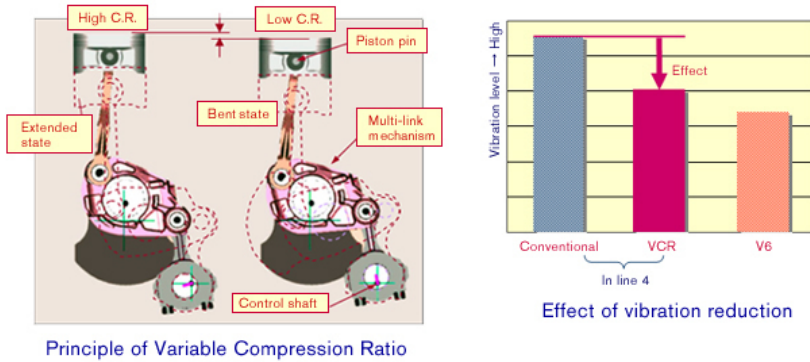 High C.R.
Low C.R.
Piston pin
Extended
state
Bent state
Multi-link
mechanism
Control shaft
Principle of Variable Compression Ratio
Vibration level → High
Effect
Conventional
VCR
V6
In line 4
Effect of vibration reduction